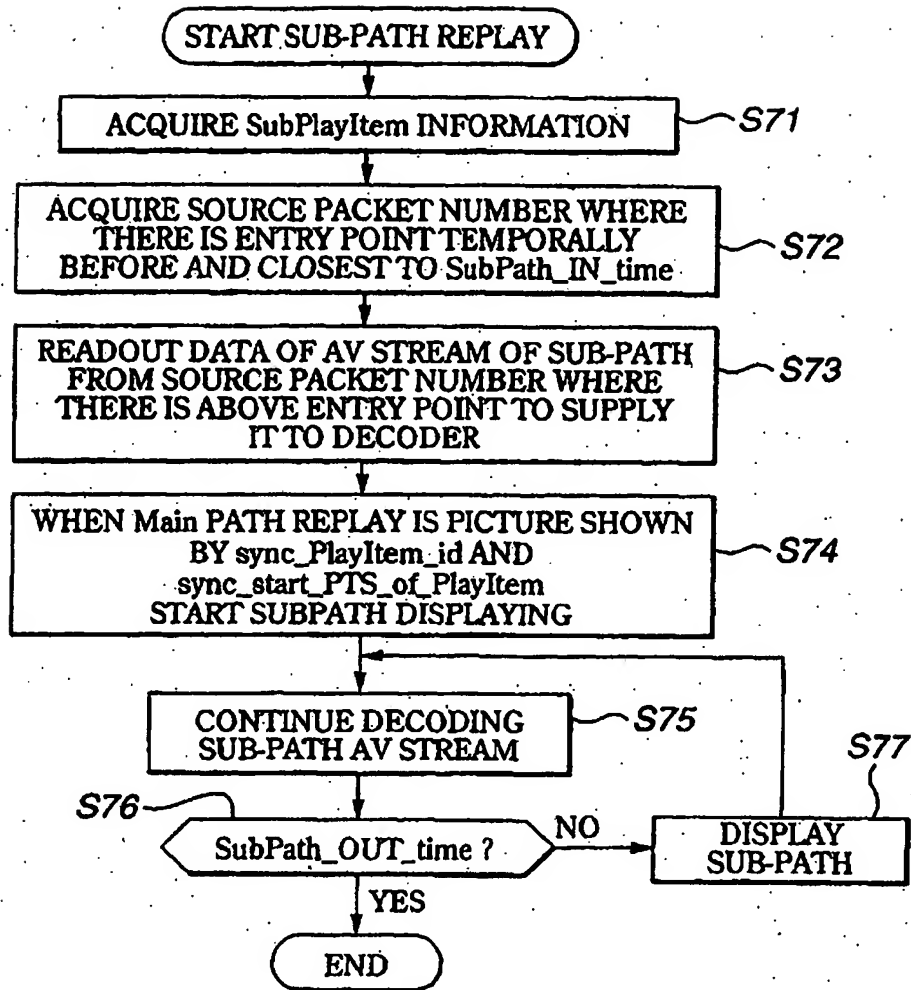 START SUB-PATH REPLAY
ACQUIRE SubPlayItem INFORMATION
S71
ACQUIRE SOURCE PACKET NUMBER WHERE
THERE IS ENTRY POINT TEMPORALLY
BEFORE AND CLOSEST TO SubPath_IN_time
S72
READOUT DATA OF AV STREAM OF SUB-PATH
FROM SOURCE PACKET NUMBER WHERE
THERE IS ABOVE ENTRY POINT TO SUPPLY
IT TO DECODER
S73
WHEN Main PATH REPLAY IS PICTURE SHOWN
BY sync_PlayItem_id AND
sync_start_PTS_of_PlayItem
START SUBPATH DISPLAYING
S74
CONTINUE DECODING
SUB-PATH AV STREAM
S75
S76
SubPath_OUT_time ?
NO
DISPLAY
SUB-PATH
S77
YES
END